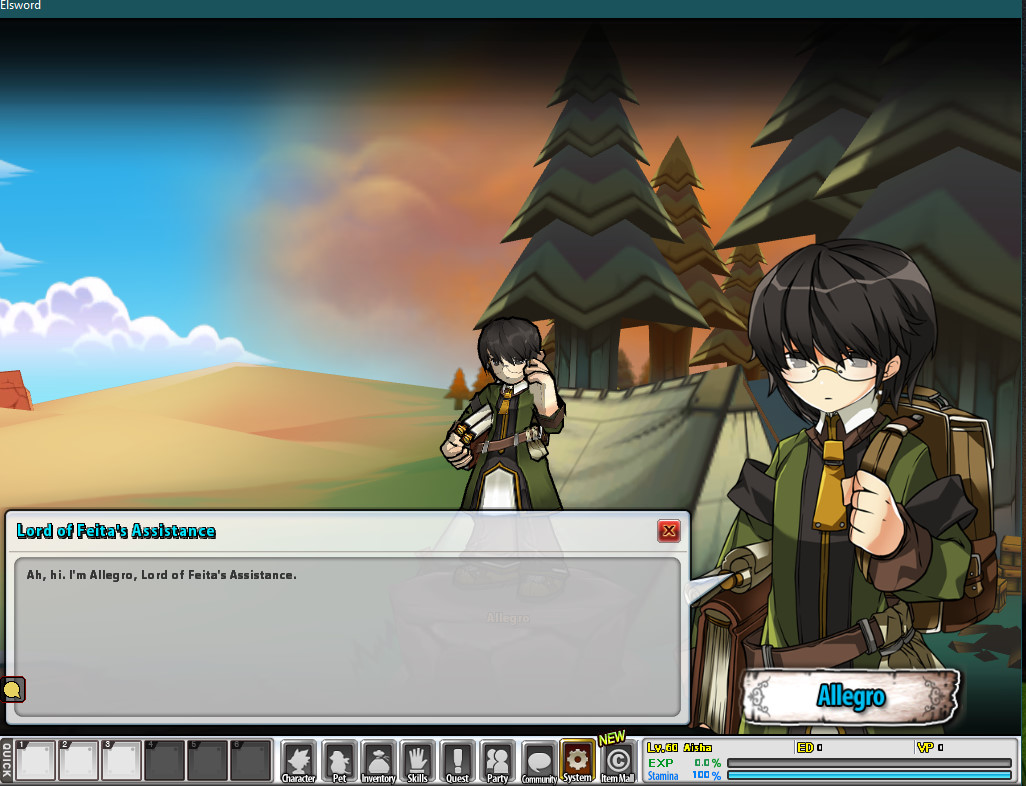 Elsword
Lord of Feita's Assistance
Ah, hi. I'm Allegro, Lord of Feita's Assistance.
Allegro
Allegro
QUICK
1
2
3
4
5
6
Character
Pet
Inventory
Skills
Quest
Party
Community
System
NEW
Item Mall
Lv.60 Aisha
ED 0
VP 0
EXP 0.0%
Stamina 100%